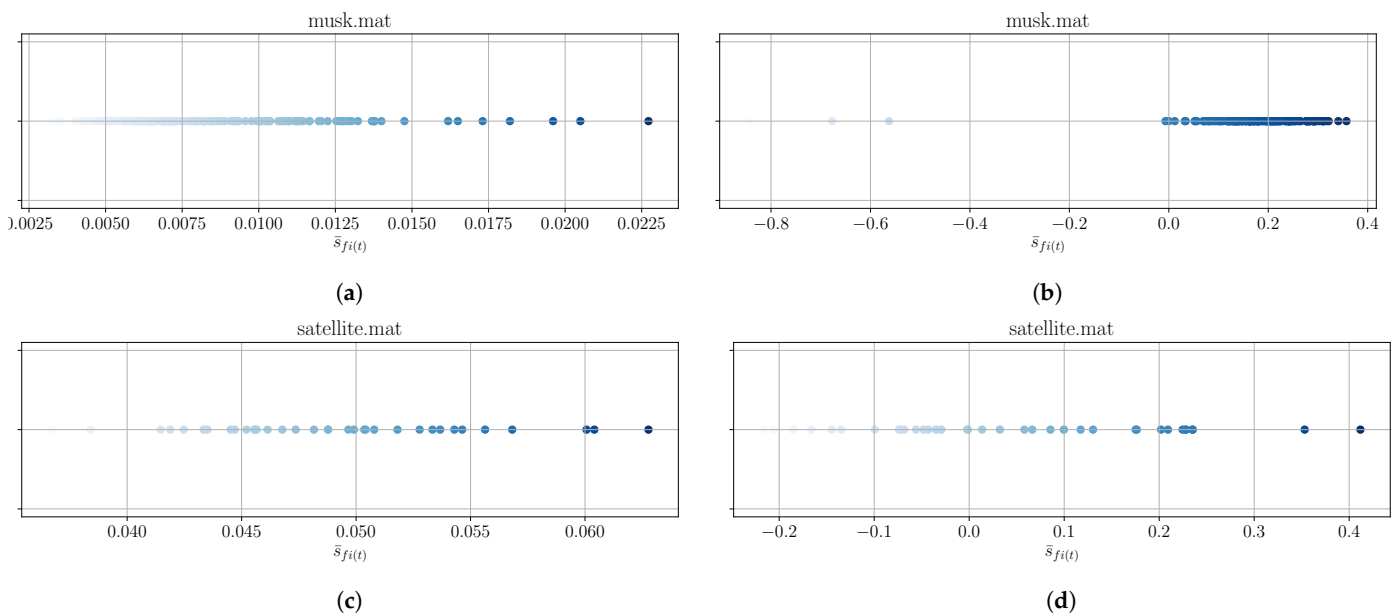 musk.mat musk.mat
0.0025 0.0050 0.0075 0.0100 0.0125 0.0150 0.0175 0.0200 0.0225 −0.8 −0.6 −0.4 −0.2 0.0 0.2 0.4
s̄fi(t) s̄fi(t)
(a) (b)
satellite.mat satellite.mat
0.040 0.045 0.050 0.055 0.060 −0.2 −0.1 0.0 0.1 0.2 0.3 0.4
s̄fi(t) s̄fi(t)
(c) (d)